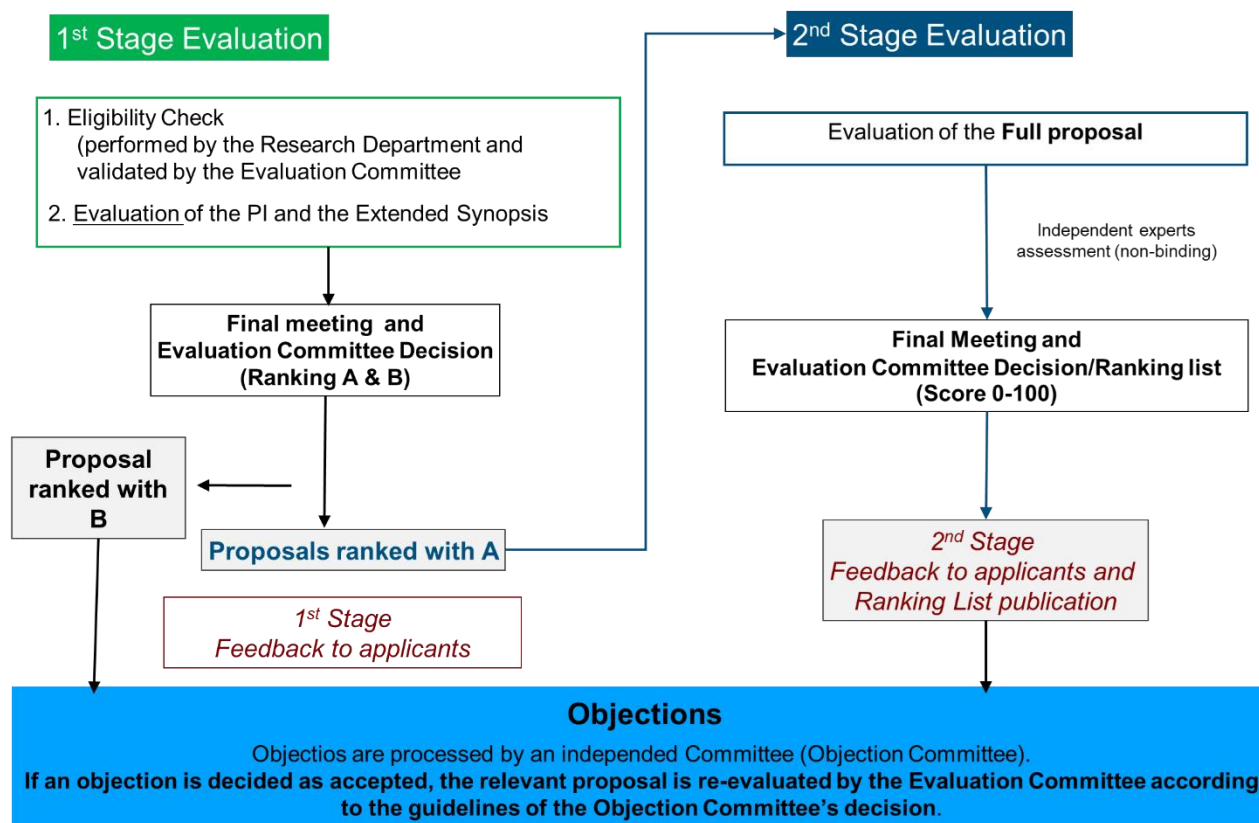 1st Stage Evaluation
1. Eligibility Check
(performed by the Research Department and
validated by the Evaluation Committee
2. Evaluation of the PI and the Extended Synopsis
Final meeting and
Evaluation Committee Decision
(Ranking A & B)
Proposal
ranked with
B
Proposals ranked with A
1st Stage
Feedback to applicants
2nd Stage Evaluation
Evaluation of the Full proposal
Independent experts
assessment (non-binding)
Final Meeting and
Evaluation Committee Decision/Ranking list
(Score 0-100)
2nd Stage
Feedback to applicants and
Ranking List publication
Objections
Objectios are processed by an independed Committee (Objection Committee).
If an objection is decided as accepted, the relevant proposal is re-evaluated by the Evaluation Committee according
to the guidelines of the Objection Committee's decision.